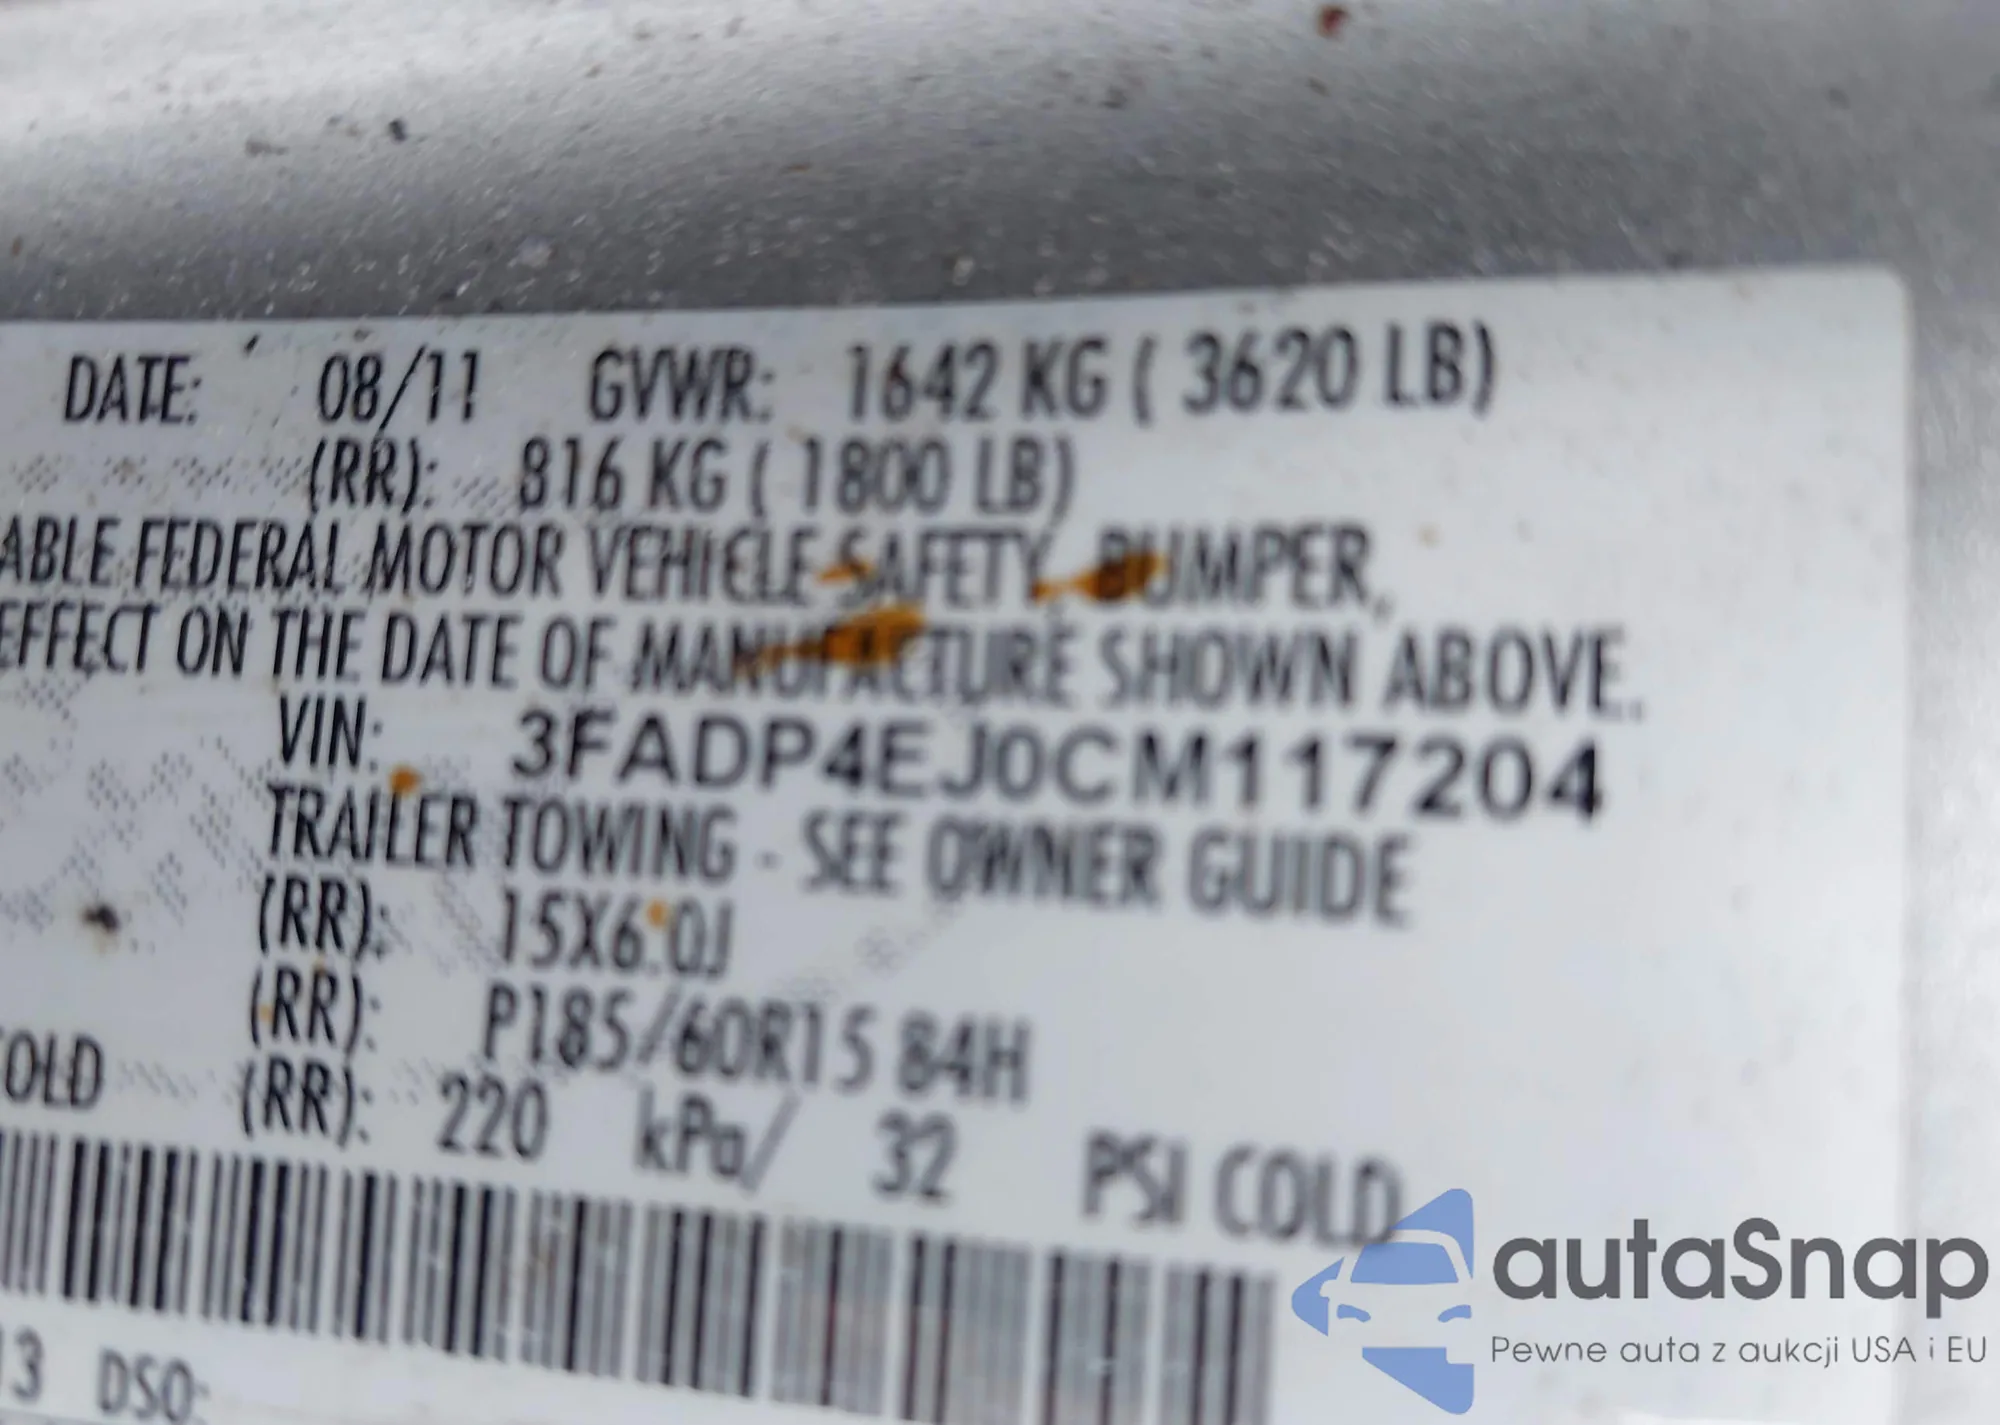 DATE: 08/11 GVWR: 1642 KG ( 3620 LB)
(RR): 816 KG ( 1800 LB)
ABLE FEDERAL MOTOR VEHICLE SAFETY, BUMPER,
EFFECT ON THE DATE OF MANUFACTURE SHOWN ABOVE.
VIN: 3FADP4EJ0CM117204
TRAILER TOWING - SEE OWNER GUIDE
(RR): 15X6.0J
(RR): P185/60R15 84H
OLD (RR): 220 kPa/ 32 PSI COLD
13 DSO:
autaSnap
Pewne auta z aukcji USA i EU